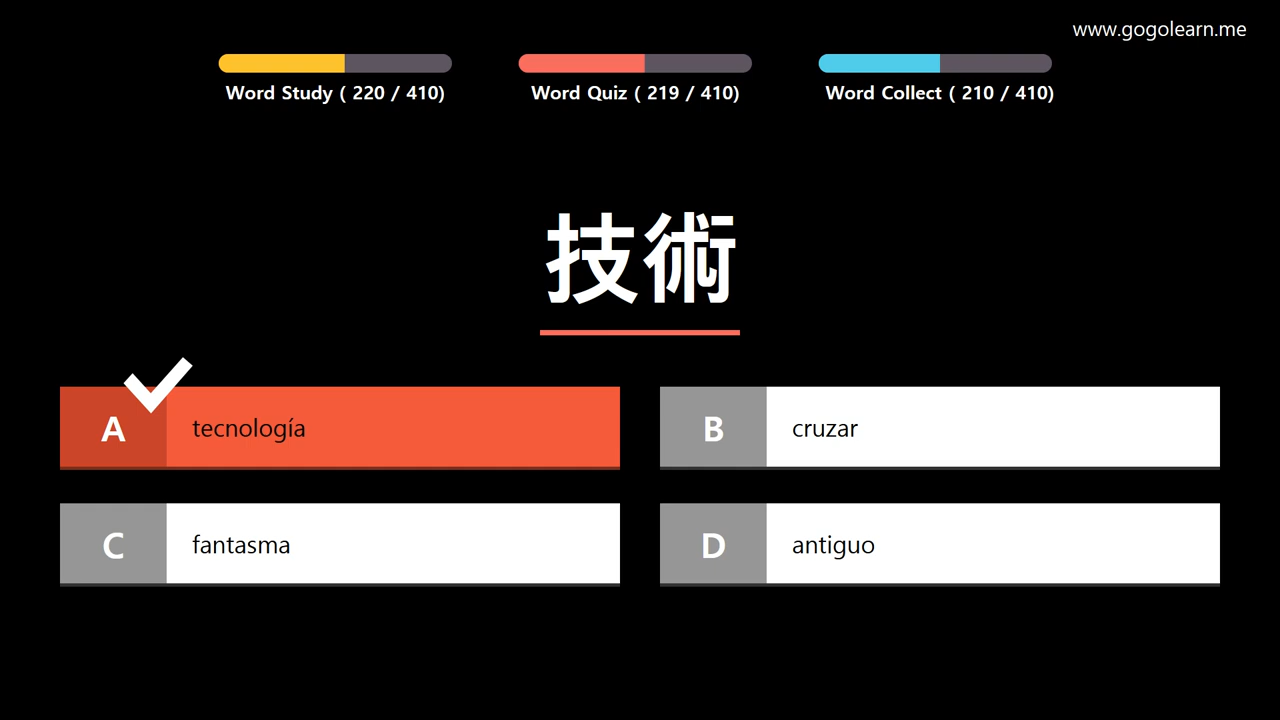 www.gogolearn.me
Word Study ( 220 / 410)
Word Quiz ( 219 / 410)
Word Collect ( 210 / 410)
技術
A tecnología
B cruzar
C fantasma
D antiguo